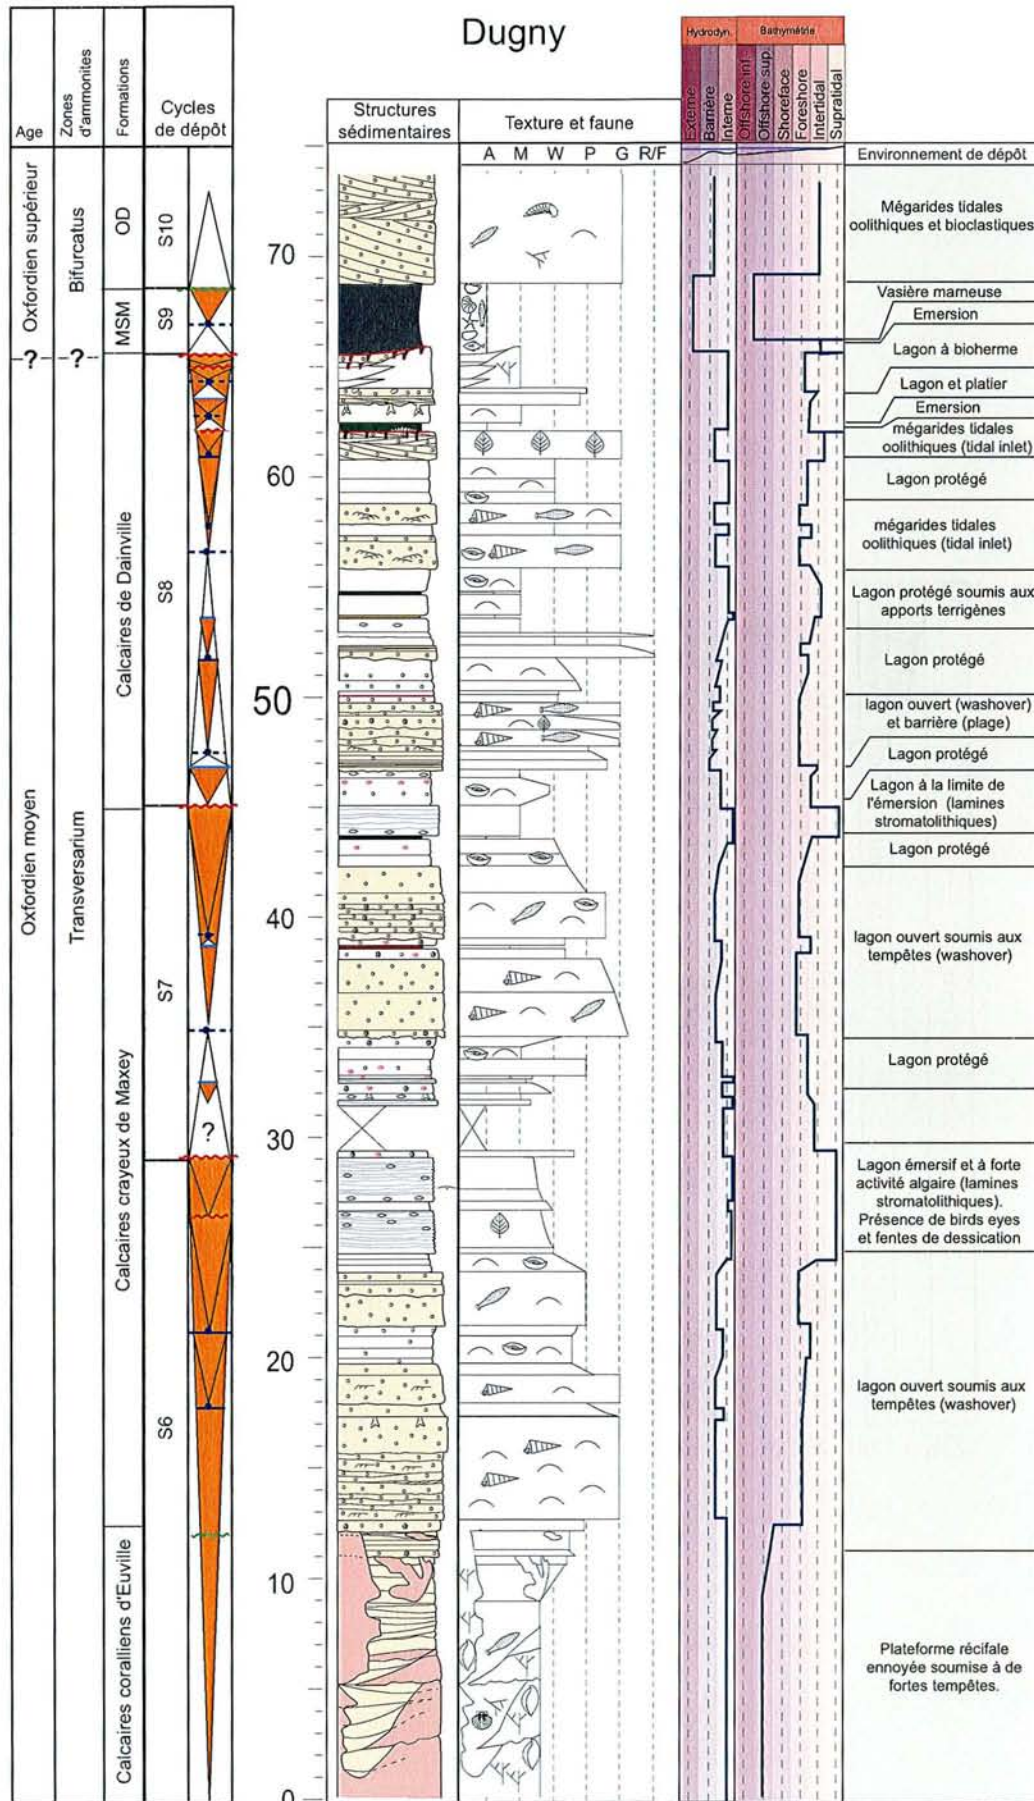 Dugny
Age
Zones
d'ammonites
Formations
Cycles
de dépôt
Structures
sédimentaires
Texture et faune
Hydrodyn.
Bathymétrie
Externe
Barrière
Interne
Offshore inf.
Offshore sup.
Shoreface
Foreshore
Intertidal
Supratidal
A M W P G R/F
Environnement de dépôt
Oxfordien supérieur
-?-
Oxfordien moyen
Bifurcatus
--?--
Transversarium
OD
MSM
Calcaires de Dainville
Calcaires crayeux de Maxey
Calcaires coralliens d'Euville
S10
S9
S8
S7
?
S6
70
60
50
40
30
20
10
0
Mégarides tidales
oolithiques et bioclastiques
Vasière marneuse
Emersion
Lagon à bioherme
Lagon et platier
Emersion
mégarides tidales
oolithiques (tidal inlet)
Lagon protégé
mégarides tidales
oolithiques (tidal inlet)
Lagon protégé soumis aux
apports terrigènes
Lagon protégé
lagon ouvert (washover)
et barrière (plage)
Lagon protégé
Lagon à la limite de
l'émersion (lamines
stromatolithiques)
Lagon protégé
lagon ouvert soumis aux
tempêtes (washover)
Lagon protégé
Lagon émersif et à forte
activité algaire (lamines
stromatolithiques).
Présence de birds eyes
et fentes de dessication
lagon ouvert soumis aux
tempêtes (washover)
Plateforme récifale
ennoyée soumise à de
fortes tempêtes.